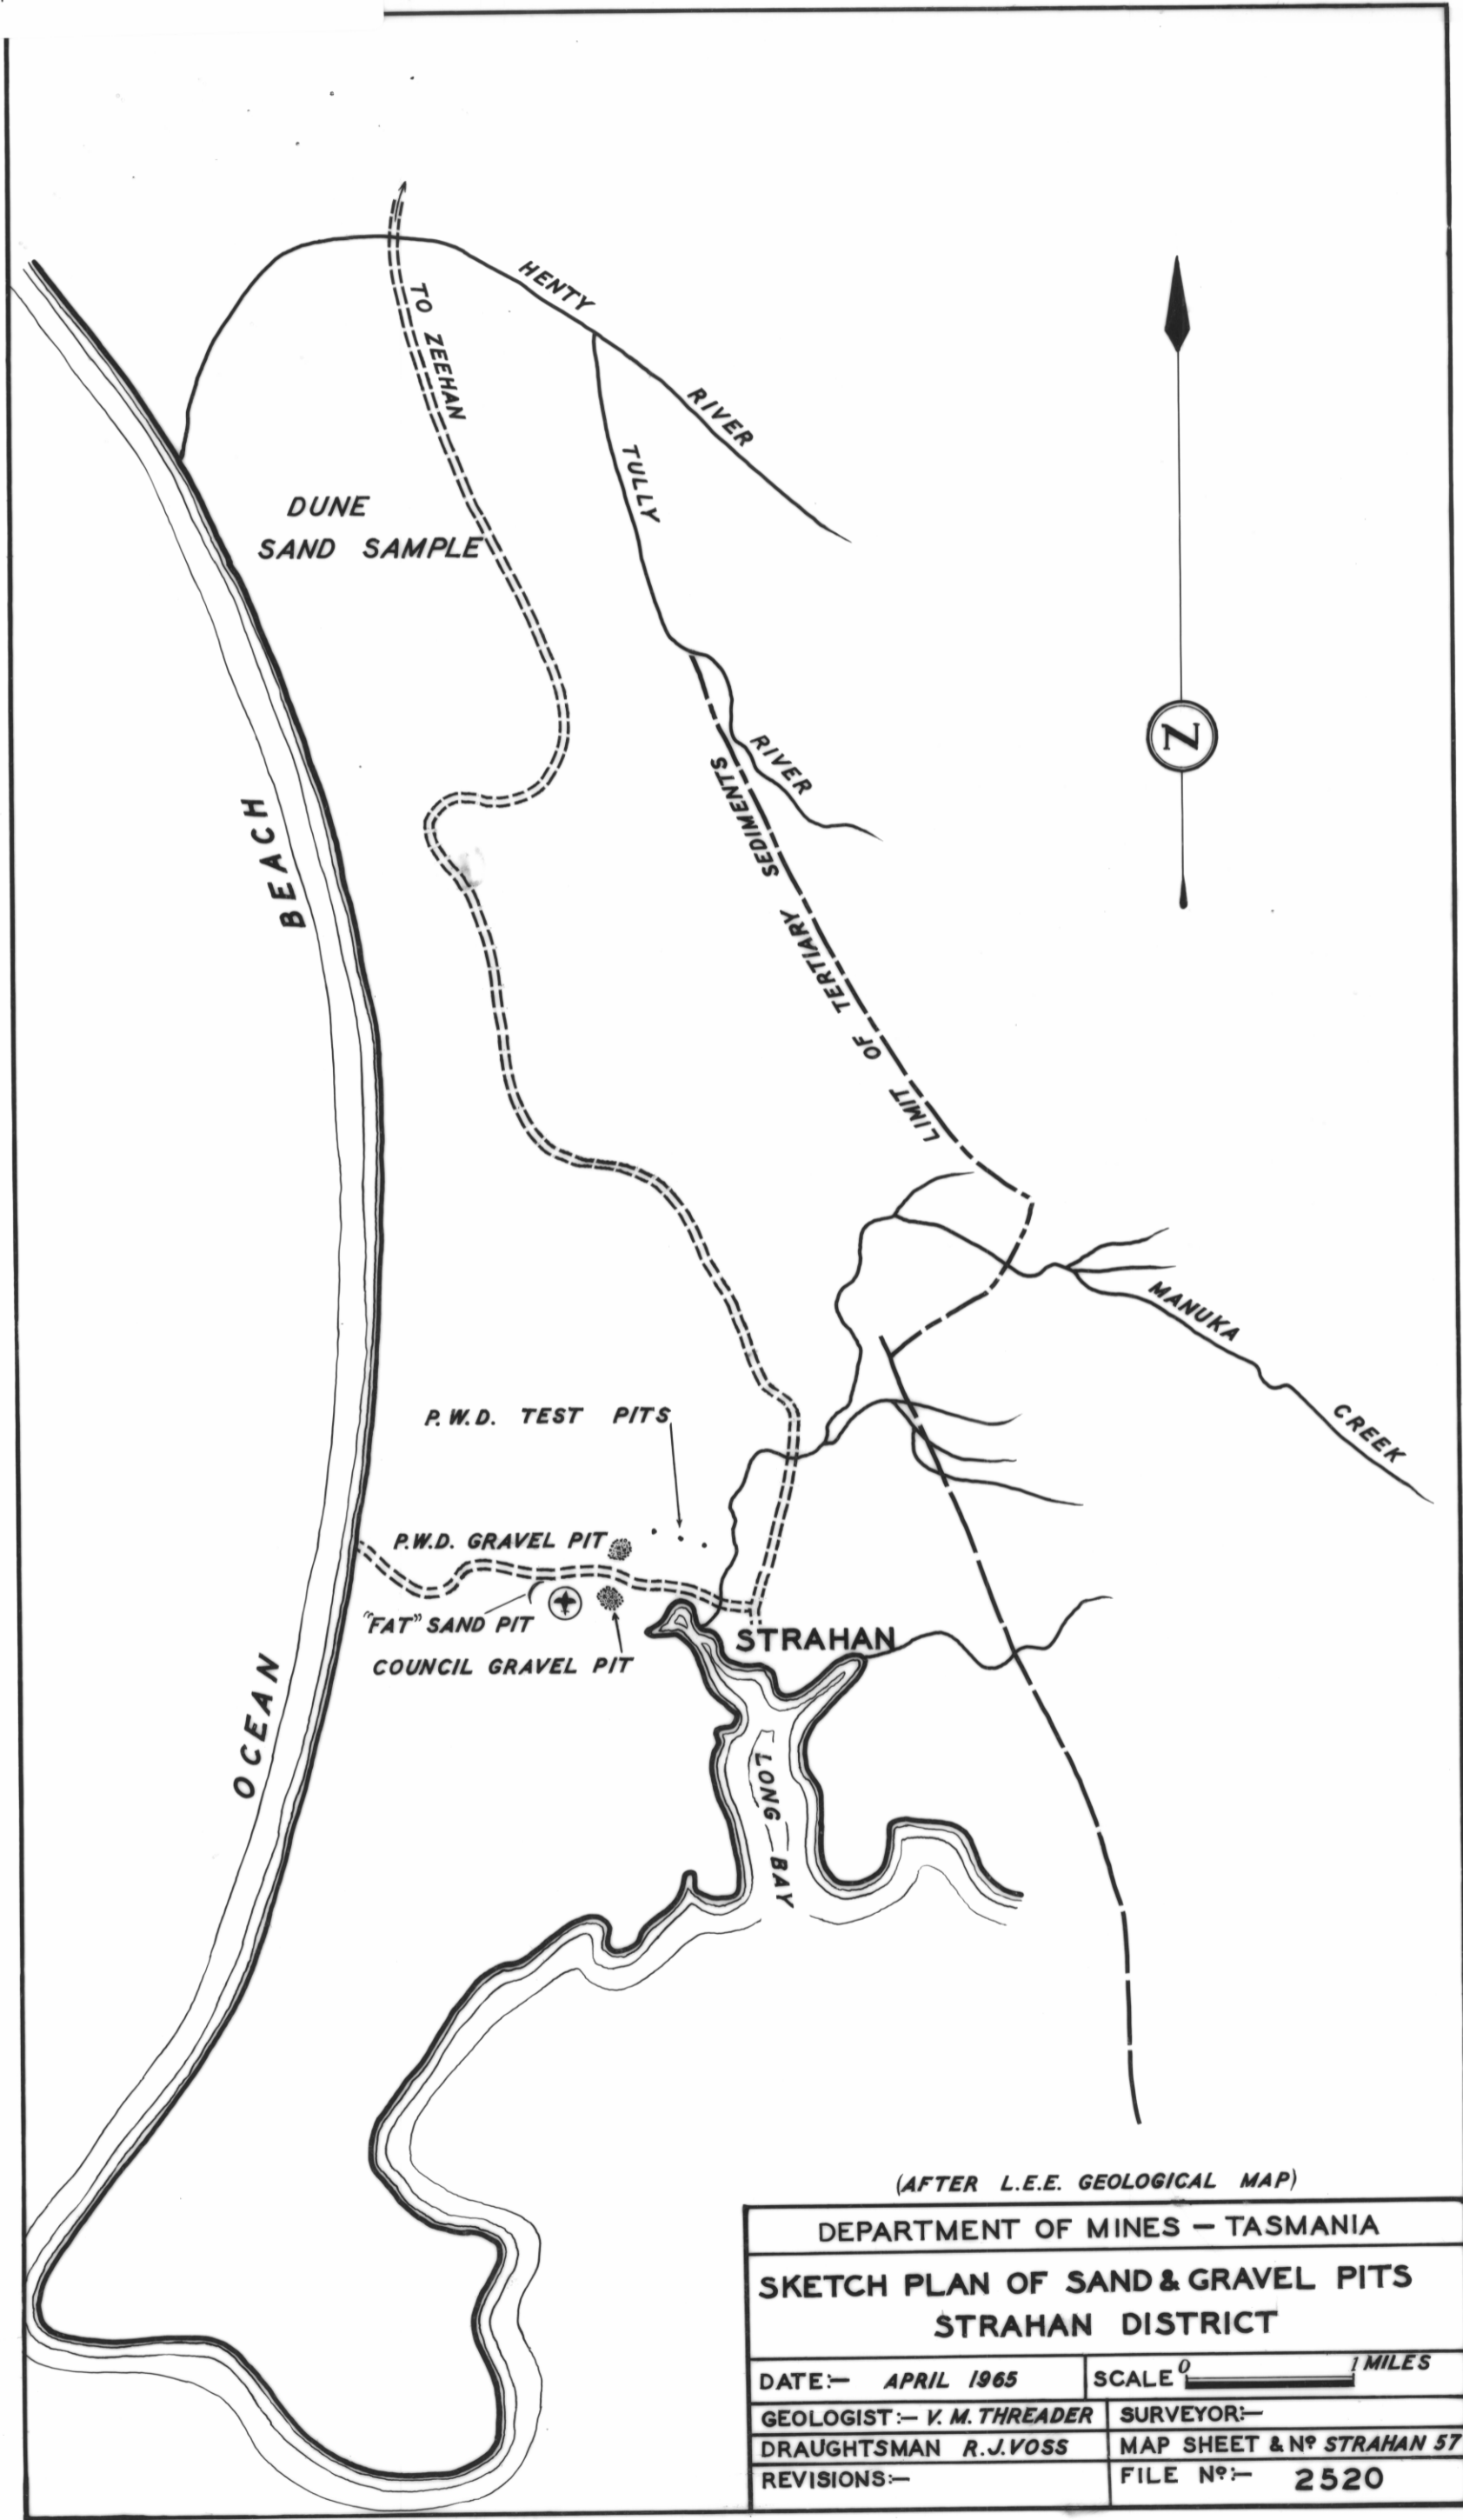 HENTY
RIVER
TO ZEEHAN
TULLY
RIVER
DUNE
SAND SAMPLE
N
LIMIT OF TERTIARY SEDIMENTS
OCEAN BEACH
MANUKA
CREEK
P.W.D. TEST PITS
P.W.D. GRAVEL PIT
"FAT" SAND PIT
COUNCIL GRAVEL PIT
STRAHAN
LONG BAY
(AFTER L.E.E. GEOLOGICAL MAP)
DEPARTMENT OF MINES — TASMANIA
SKETCH PLAN OF SAND & GRAVEL PITS
STRAHAN DISTRICT
DATE:— APRIL 1965
SCALE 0 1 MILES
GEOLOGIST:— V. M. THREADER
SURVEYOR:—
DRAUGHTSMAN R. J. VOSS
MAP SHEET & Nº STRAHAN 57
REVISIONS:—
FILE Nº:— 2520